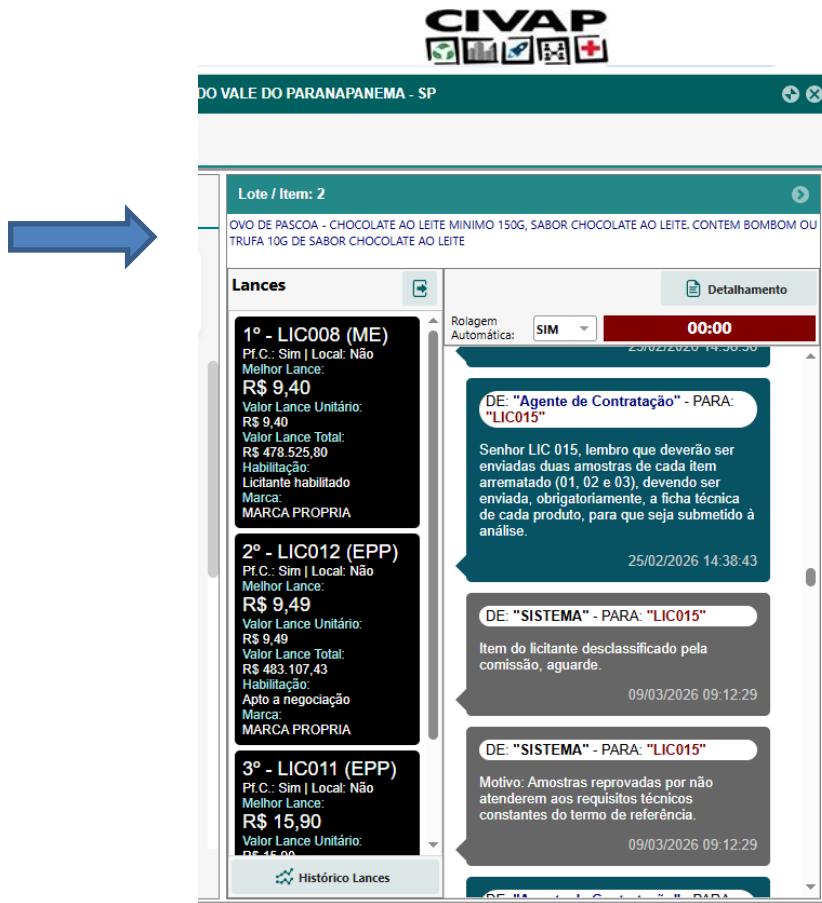 CIVAP
DO VALE DO PARANAPANEMA - SP
Lote / Item: 2
OVO DE PASCOA - CHOCOLATE AO LEITE MINIMO 150G, SABOR CHOCOLATE AO LEITE. CONTEM BOMBOM OU
TRUFA 10G DE SABOR CHOCOLATE AO LEITE
Lances
1º - LIC008 (ME)
Pf.C.: Sim | Local: Não
Melhor Lance:
R$ 9,40
Valor Lance Unitário:
R$ 9,40
Valor Lance Total:
R$ 478.525,80
Habilitação:
Licitante habilitado
Marca:
MARCA PROPRIA
2º - LIC012 (EPP)
Pf.C.: Sim | Local: Não
Melhor Lance:
R$ 9,49
Valor Lance Unitário:
R$ 9,49
Valor Lance Total:
R$ 483.107,43
Habilitação:
Apto a negociação
Marca:
MARCA PROPRIA
3º - LIC011 (EPP)
Pf.C.: Sim | Local: Não
Melhor Lance:
R$ 15,90
Valor Lance Unitário:
R$ 15,90
Histórico Lances
Detalhamento
Rolagem
Automática:
SIM
00:00
DE: "Agente de Contratação" - PARA:
"LIC015"
Senhor LIC 015, lembro que deverão ser
enviadas duas amostras de cada item
arrematado (01, 02 e 03), devendo ser
enviada, obrigatoriamente, a ficha técnica
de cada produto, para que seja submetido à
análise.
25/02/2026 14:38:43
DE: "SISTEMA" - PARA: "LIC015"
Item do licitante desclassificado pela
comissão, aguarde.
09/03/2026 09:12:29
DE: "SISTEMA" - PARA: "LIC015"
Motivo: Amostras reprovadas por não
atenderem aos requisitos técnicos
constantes do termo de referência.
09/03/2026 09:12:29